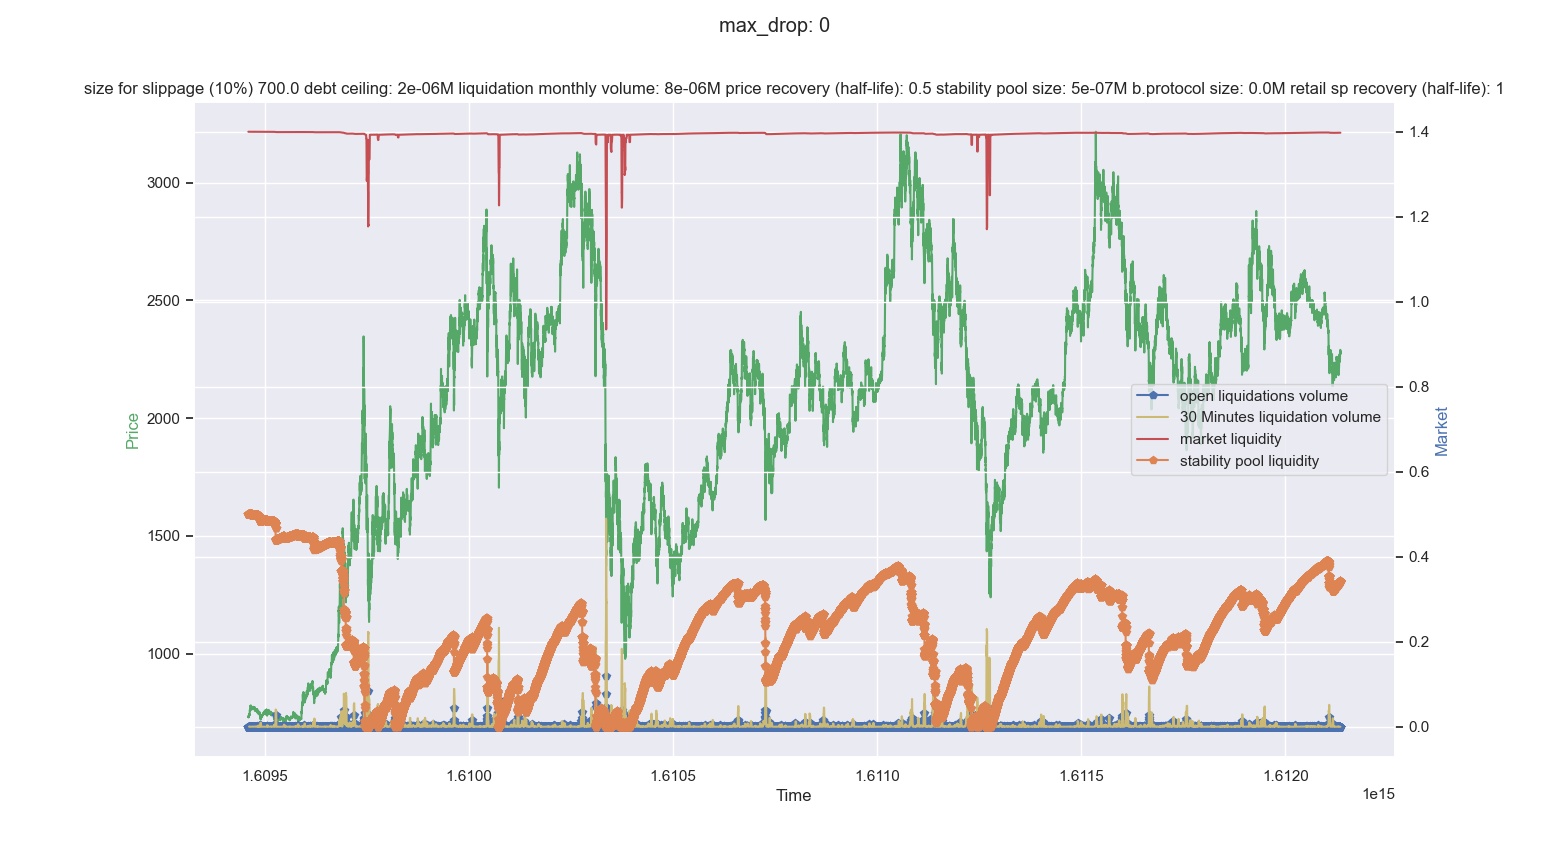 max_drop: 0
size for slippage (10%) 700.0 debt ceiling: 2e-06M liquidation monthly volume: 8e-06M price recovery (half-life): 0.5 stability pool size: 5e-07M b.protocol size: 0.0M retail sp recovery (half-life): 1
3000
2500
2000
1500
1000
Price
1.4
1.2
1.0
0.8
0.6
0.4
0.2
0.0
Market
open liquidations volume
30 Minutes liquidation volume
market liquidity
stability pool liquidity
1.6095 1.6100 1.6105 1.6110 1.6115 1.6120
Time
1e15